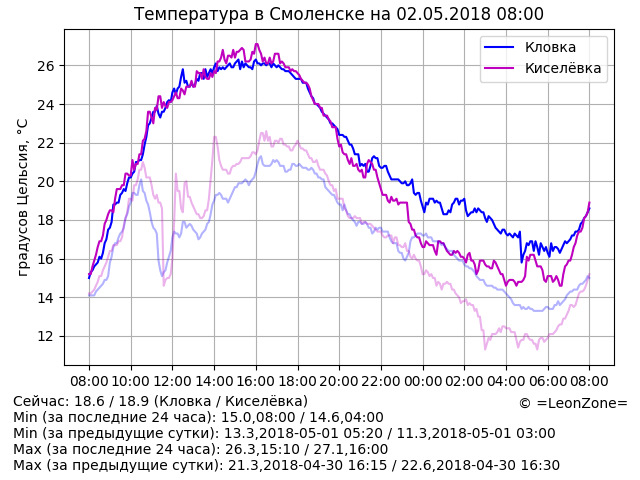 Температура в Смоленске на 02.05.2018 08:00
Кловка
Киселёвка
градусов Цельсия, °C
26
24
22
20
18
16
14
12
08:00 10:00 12:00 14:00 16:00 18:00 20:00 22:00 00:00 02:00 04:00 06:00 08:00
Сейчас: 18.6 / 18.9 (Кловка / Киселёвка)
© =LeonZone=
Min (за последние 24 часа): 15.0,08:00 / 14.6,04:00
Min (за предыдущие сутки): 13.3,2018-05-01 05:20 / 11.3,2018-05-01 03:00
Max (за последние 24 часа): 26.3,15:10 / 27.1,16:00
Max (за предыдущие сутки): 21.3,2018-04-30 16:15 / 22.6,2018-04-30 16:30